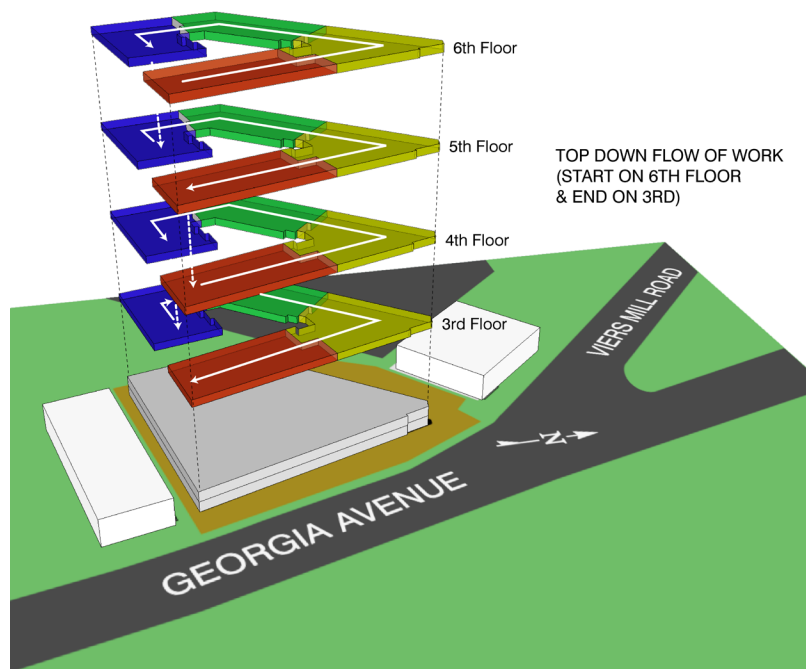 6th Floor
5th Floor
TOP DOWN FLOW OF WORK
(START ON 6TH FLOOR
& END ON 3RD)
4th Floor
3rd Floor
VIERS MILL ROAD
N
GEORGIA AVENUE